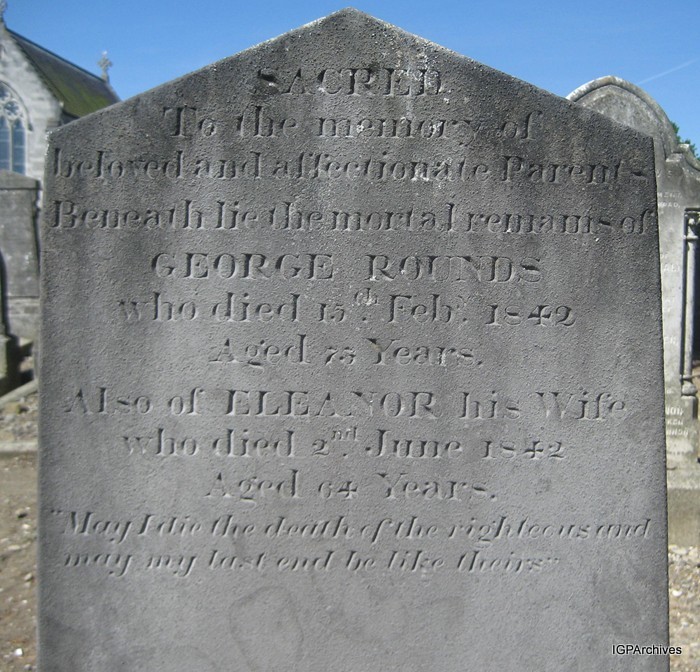 SACRED
To the memory of
beloved and affectionate Parents
Beneath lie the mortal remains of
GEORGE ROUNDS
who died 15th Feby. 1842
Aged 75 Years.
Also of ELEANOR his Wife
who died 2nd. June 1842
Aged 64 Years.
"May I die the death of the righteous and
may my last end be like theirs"
IGPArchives